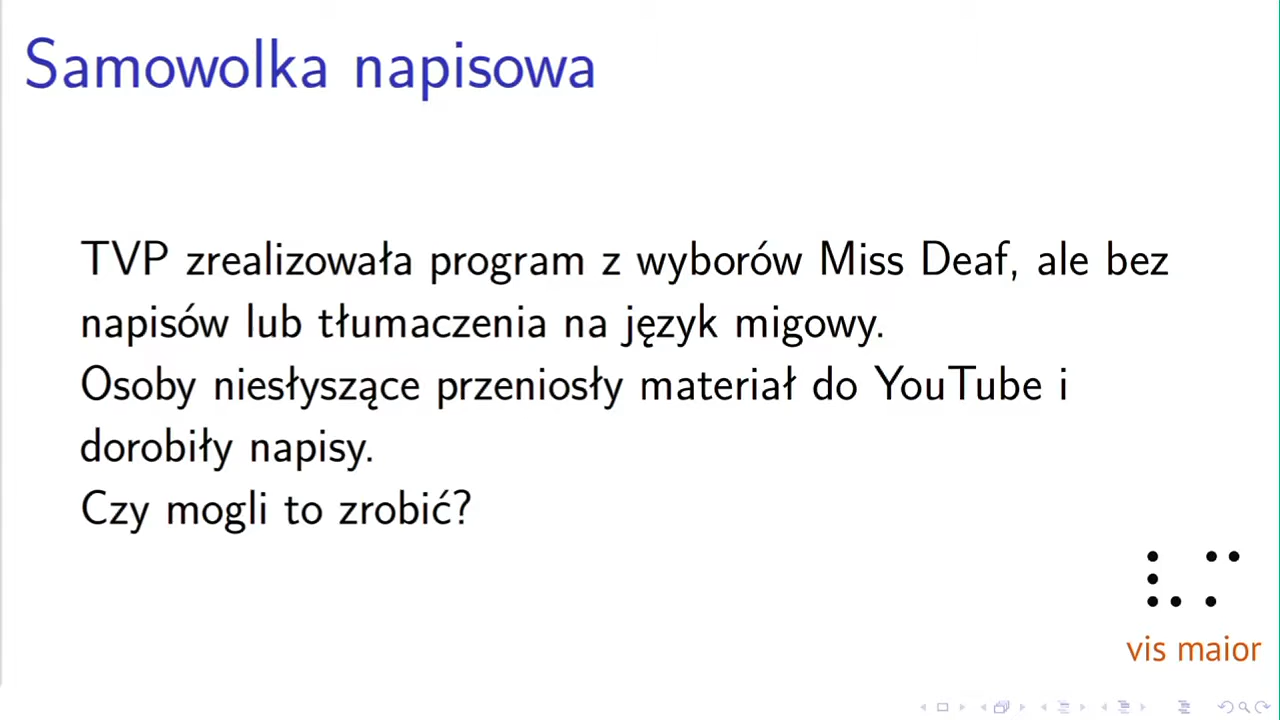 Samowolka napisowa
TVP zrealizowała program z wyborów Miss Deaf, ale bez
napisów lub tłumaczenia na język migowy.
Osoby niesłyszące przeniosły materiał do YouTube i
dorobiły napisy.
Czy mogli to zrobić?
⠧⠍
vis maior